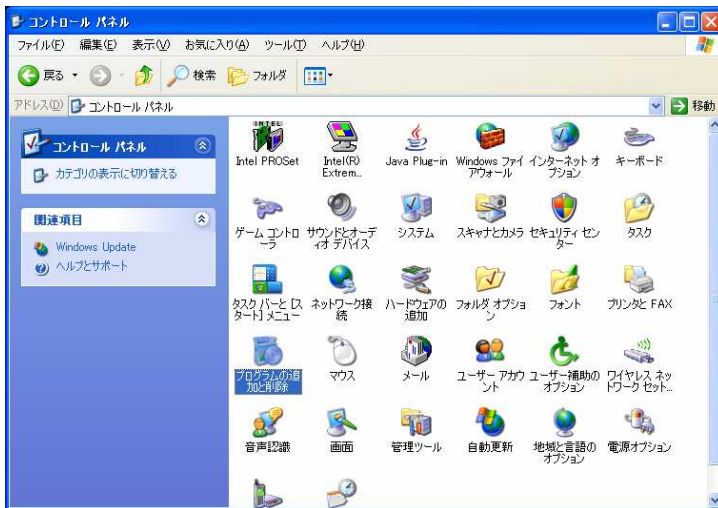 コントロール パネル
ファイル(F) 編集(E) 表示(V) お気に入り(A) ツール(T) ヘルプ(H)
戻る 検索 フォルダ
アドレス(D) コントロール パネル 移動
コントロール パネル
カテゴリの表示に切り替える
関連項目
Windows Update
ヘルプとサポート
INTEL
Intel PROSet
Intel(R)
Extrem...
Java Plug-in
Windows ファイ
アウォール
インターネット オ
プション
キーボード
ゲーム コントロ
ーラ
サウンドとオーデ
ィオ デバイス
システム
スキャナとカメラ
セキュリティ セン
ター
タスク
タスク バーと [ス
タート] メニュー
ネットワーク接
続
ハードウェアの
追加
フォルダ オプショ
ン
フォント
プリンタと FAX
プログラムの追
加と削除
マウス
メール
ユーザー アカウ
ント
ユーザー補助の
オプション
ワイヤレス ネッ
トワーク セット...
音声認識
画面
管理ツール
自動更新
地域と言語の
オプション
電源オプション